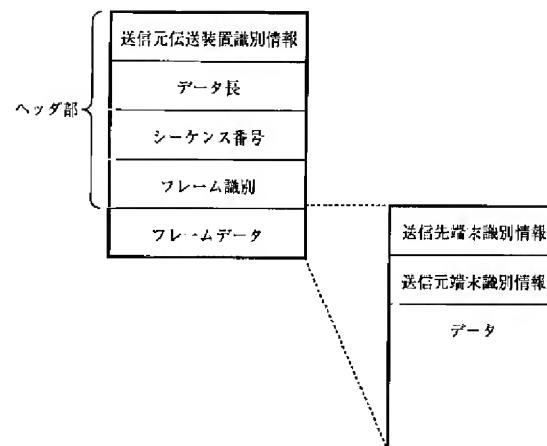 送信元伝送装置識別情報
データ長
ヘッダ部
シーケンス番号
フレーム識別
フレームデータ
送信先端末識別情報
送信元端末識別情報
データ